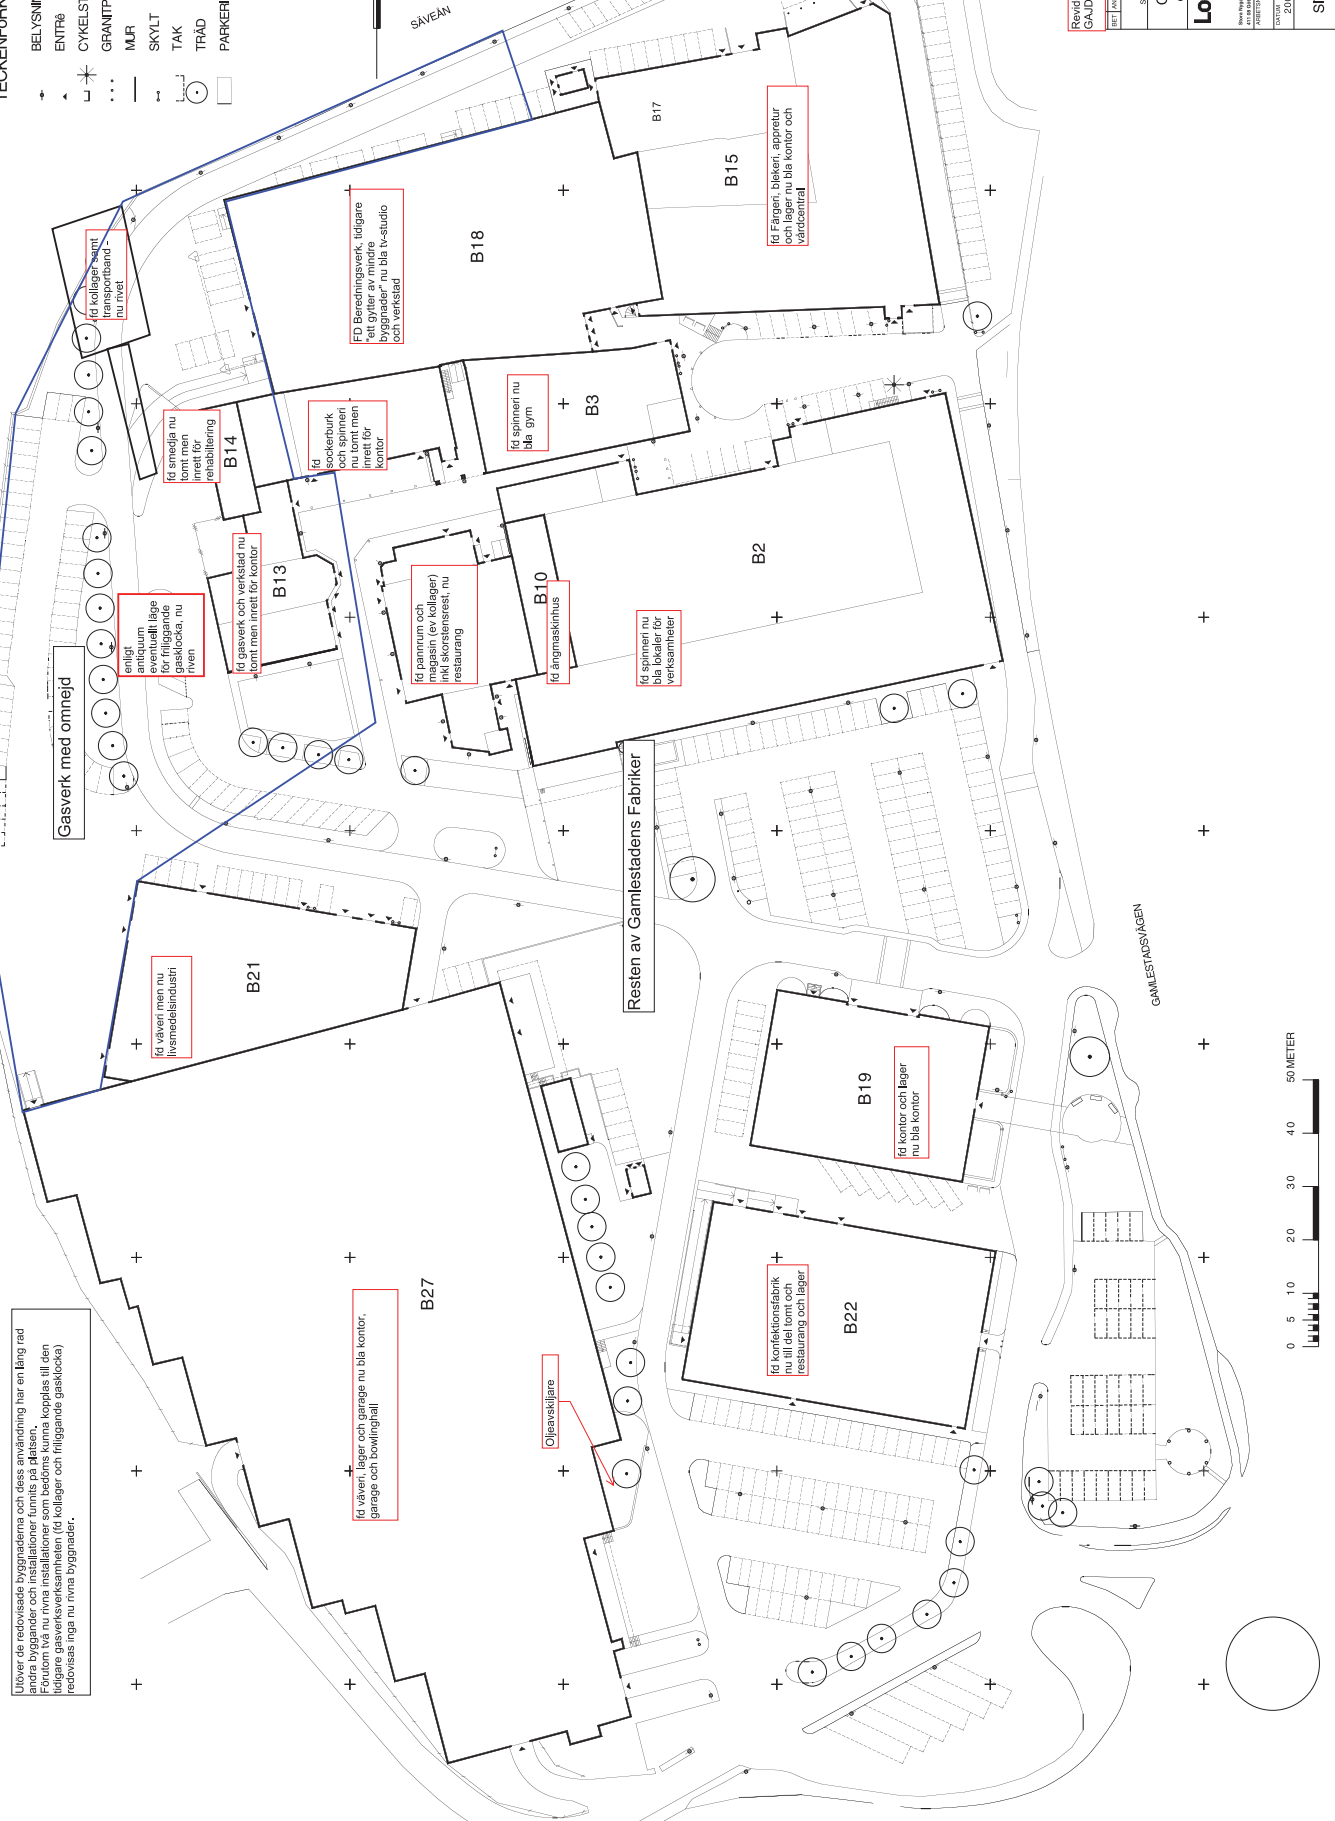 BELYSNI
ENTRé
CYKELST
GRANITP
MUR
SKYLT
TAK
TRÄD
PARKERI
SÄVEÅN
Utöver de redovisade byggnaderna och dess användning har en lång rad
andra byggander och installationer funnits på platsen.
Förutom två nu rivna installationer som bedöms kunna kopplas till den
tidigare gasverksverksamheten (fd kollager och friliggande gasklocka)
redovisas inga nu rivna byggnader.
Gasverk med omnejd
enligt
antiquum
eventuellt läge
för friliggande
gasklocka, nu
riven
fd kollager samt
transportband -
nu rivet
fd smedja nu
tomt men
inrett för
rehabiltering
B14
fd gasverk och verkstad nu
tomt men inrett för kontor
B13
fd
sockerburk
och spinneri
nu tomt men
inrett för
kontor
FD Beredningsverk, tidigare
"ett gytter av mindre
byggnader" nu bla tv-studio
och verkstad
B18
B17
B15
fd Färgeri, blekeri, appretur
och lager nu bla kontor och
vårdcentral
fd spinneri nu
bla gym
B3
fd pannrum och
magasin (ev kollager)
inkl skorstensrest, nu
restaurang
B10
fd ångmaskinhus
fd spinneri nu
bla lokaler för
verksamheter
B2
fd väveri men nu
livsmedelsindustri
B21
Resten av Gamlestadens Fabriker
fd väveri, lager och garage nu bla kontor,
garage och bowlinghall
B27
Oljeavskiljare
B19
fd kontor och lager
nu bla kontor
fd konfektionsfabrik
nu till del tomt och
restaurang och lager
B22
GAMLESTADSVÄGEN
0 5 10 20 30 40 50 METER
Revid
GAJD
BET
Lo
DATUM